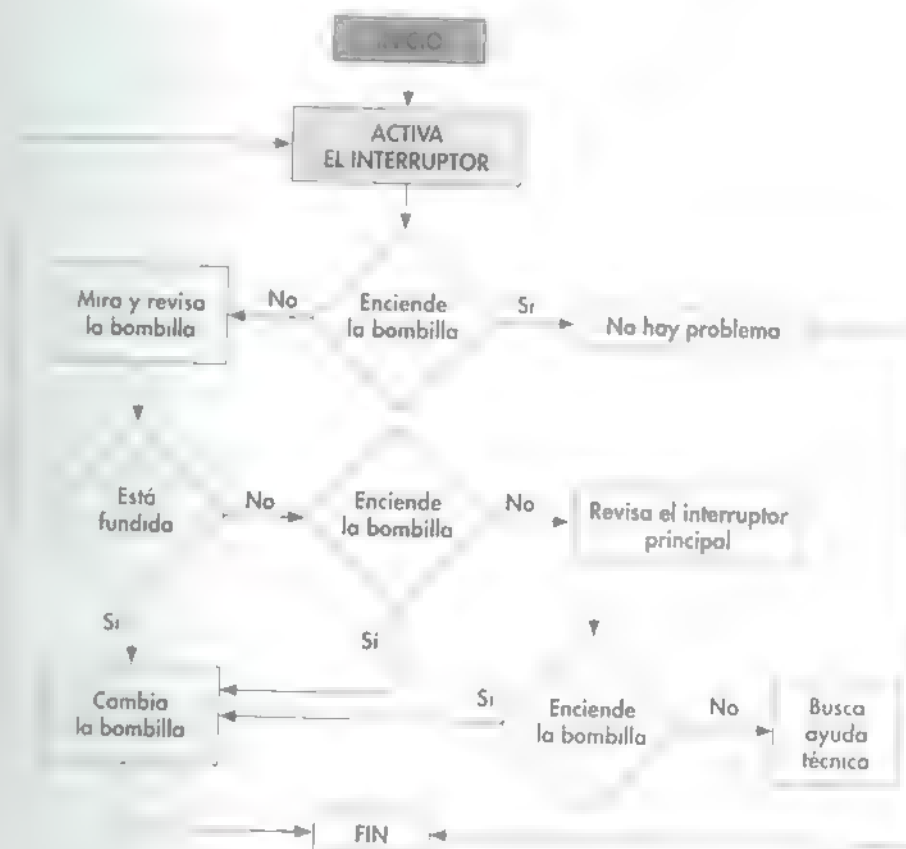 INICIO
ACTIVA
EL INTERRUPTOR
Mira y revisa
la bombilla
No
Enciende
la bombilla
Sí
No hay problema
Está
fundida
No
Enciende
la bombilla
No
Revisa el interruptor
principal
Sí
Sí
Cambia
la bombilla
Sí
Enciende
la bombilla
No
Busca
ayuda
técnica
FIN